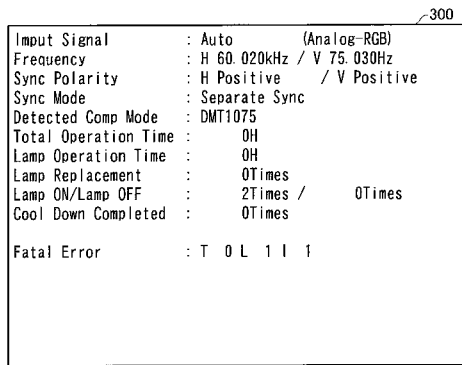 300
Imput Signal : Auto (Analog-RGB)
Frequency : H 60.020kHz / V 75.030Hz
Sync Polarity : H Positive / V Positive
Sync Mode : Separate Sync
Detected Comp Mode : DMT1075
Total Operation Time : 0H
Lamp Operation Time : 0H
Lamp Replacement : 0Times
Lamp ON/Lamp OFF : 2Times / 0Times
Cool Down Completed : 0Times
Fatal Error : T 0 L 1 I 1